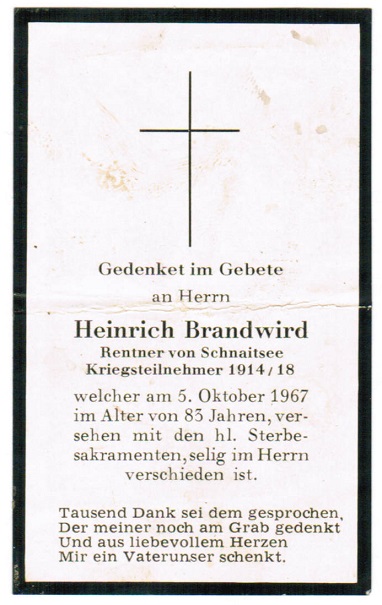 Gedenket im Gebete
an Herrn
Heinrich Brandwird
Rentner von Schnaitsee
Kriegsteilnehmer 1914/18
welcher am 5. Oktober 1967
im Alter von 83 Jahren, ver-
sehen mit den hl. Sterbe-
sakramenten, selig im Herrn
verschieden ist.
Tausend Dank sei dem gesprochen,
Der meiner noch am Grab gedenkt
Und aus liebevollem Herzen
Mir ein Vaterunser schenkt.